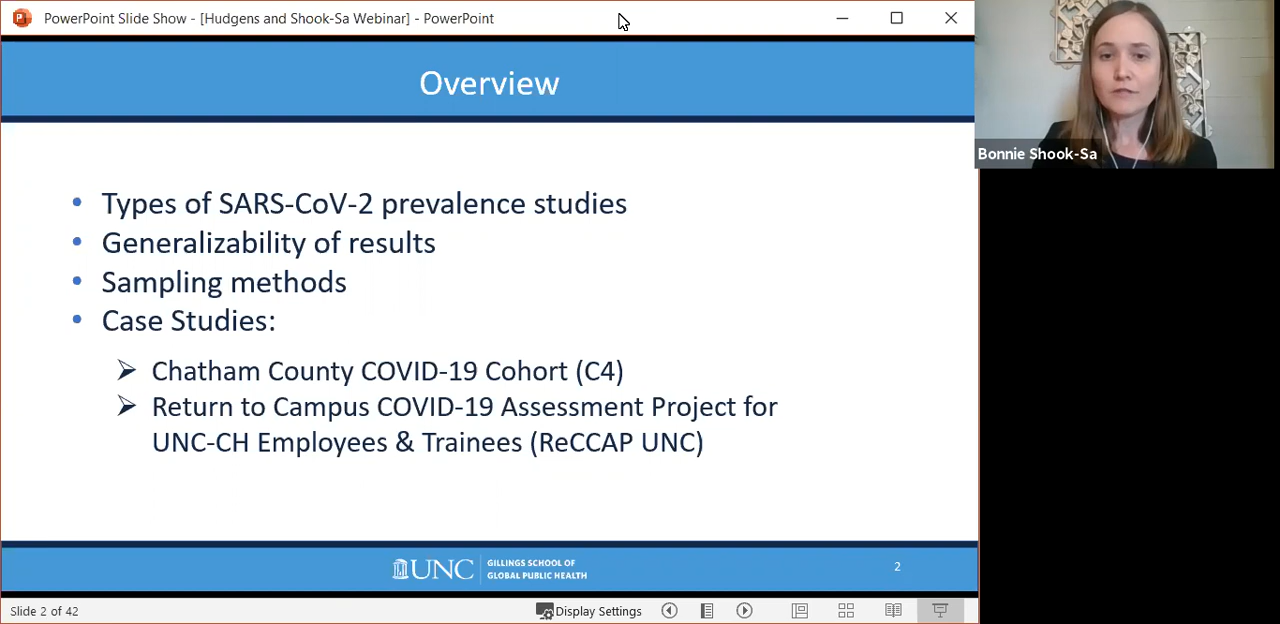 PowerPoint Slide Show - [Hudgens and Shook-Sa Webinar] - PowerPoint
Overview
Bonnie Shook-Sa
• Types of SARS-CoV-2 prevalence studies
• Generalizability of results
• Sampling methods
• Case Studies:
➢ Chatham County COVID-19 Cohort (C4)
➢ Return to Campus COVID-19 Assessment Project for
UNC-CH Employees & Trainees (ReCCAP UNC)
UNC
GILLINGS SCHOOL OF
GLOBAL PUBLIC HEALTH
2
Slide 2 of 42
Display Settings